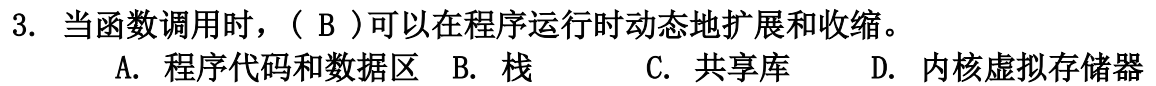 3. 当函数调用时，( B )可以在程序运行时动态地扩展和收缩。
A. 程序代码和数据区 B. 栈 C. 共享库 D. 内核虚拟存储器